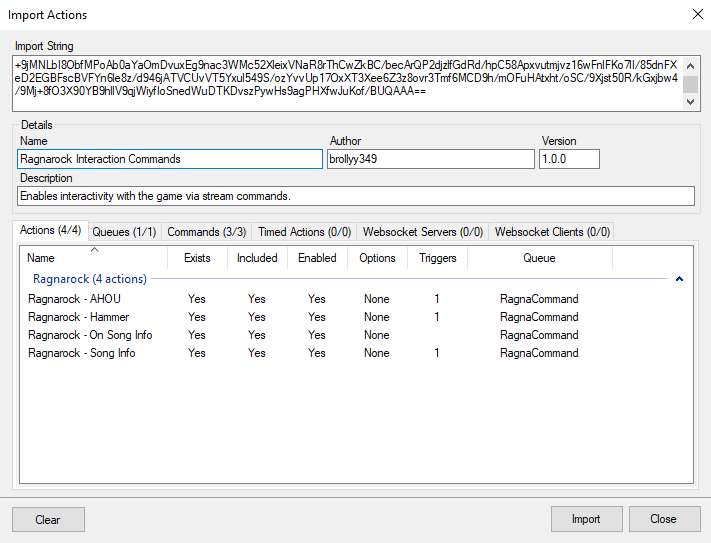 Import Actions
Import String
+9jMNLbI8ObfMPoAb0aYaOmDvuxEg9nac3WMc52XleixVNaR8rThCwZkBC/becArQP2djzlfGdRd/hpC58Apxvutmjvz16wFnIFKo7II/85dnFX
eD2EGBFscBVFYn6le8z/d946jATVCUvVT5YxuI549S/ozYvvUp17OxXT3Xee6Z3z8ovr3Tmf6MCD9h/mOFuHAtxht/oSC/9Xjst50R/kGxjbw4
/9Mj+8fO3X90YB9hIlV9qjWiyfIoSnedWuDTKDvszPywHs9agPHXfwJuKof/BUQAAA==
Details
Name Author Version
Ragnarock Interaction Commands brollyy349 1.0.0
Description
Enables interactivity with the game via stream commands.
Actions (4/4) Queues (1/1) Commands (3/3) Timed Actions (0/0) Websocket Servers (0/0) Websocket Clients (0/0)
Name Exists Included Enabled Options Triggers Queue
Ragnarock (4 actions)
Ragnarock - AHOU Yes Yes Yes None 1 RagnaCommand
Ragnarock - Hammer Yes Yes Yes None 1 RagnaCommand
Ragnarock - On Song Info Yes Yes Yes None RagnaCommand
Ragnarock - Song Info Yes Yes Yes None 1 RagnaCommand
Clear Import Close